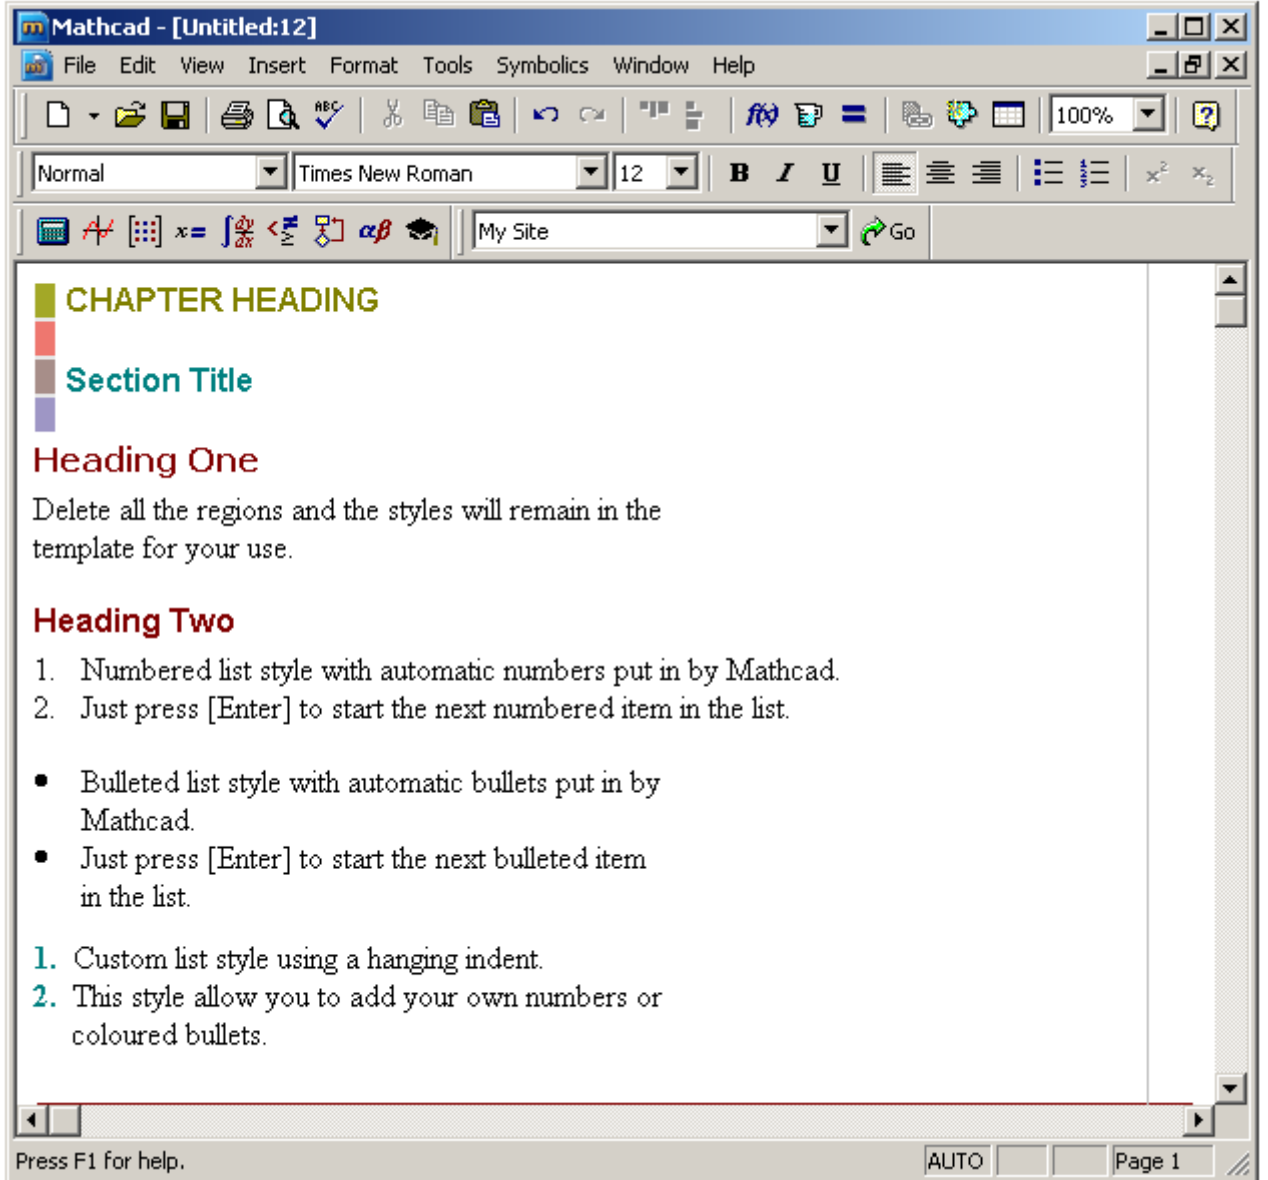 Mathcad - [Untitled:12]
File Edit View Insert Format Tools Symbolics Window Help
ABC f(x) 100% ?
Normal Times New Roman 12 B I U x² x₂
x= ∫ dy/dx <≠≥ αβ My Site Go
CHAPTER HEADING
Section Title
Heading One
Delete all the regions and the styles will remain in the
template for your use.
Heading Two
1. Numbered list style with automatic numbers put in by Mathcad.
2. Just press [Enter] to start the next numbered item in the list.
• Bulleted list style with automatic bullets put in by
Mathcad.
• Just press [Enter] to start the next bulleted item
in the list.
1. Custom list style using a hanging indent.
2. This style allow you to add your own numbers or
coloured bullets.
Press F1 for help. AUTO Page 1